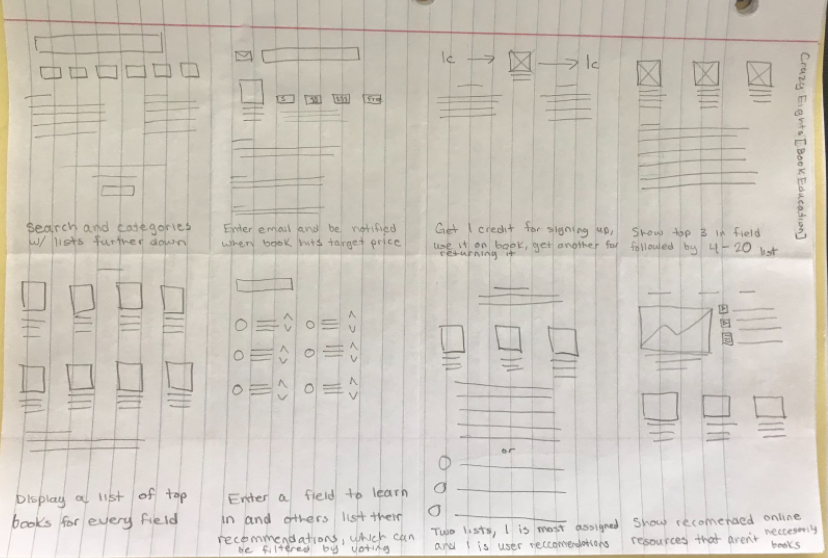 Crazy Eights [Book Education]
1c → → 1c
Search and categories
w/ lists further down
Enter email and be notified
when book hits target price
Get 1 credit for signing up,
use it on book, get another for
returning it
Show top 3 in field
followed by 4-20 list
or
Display a list of top
books for every field
Enter a field to learn
in and others list their
recommendations, which can
be filtered by voting
Two lists, 1 is most assigned
and 1 is user reccomendations
Show recomended online
resources that arent neccesarily
books